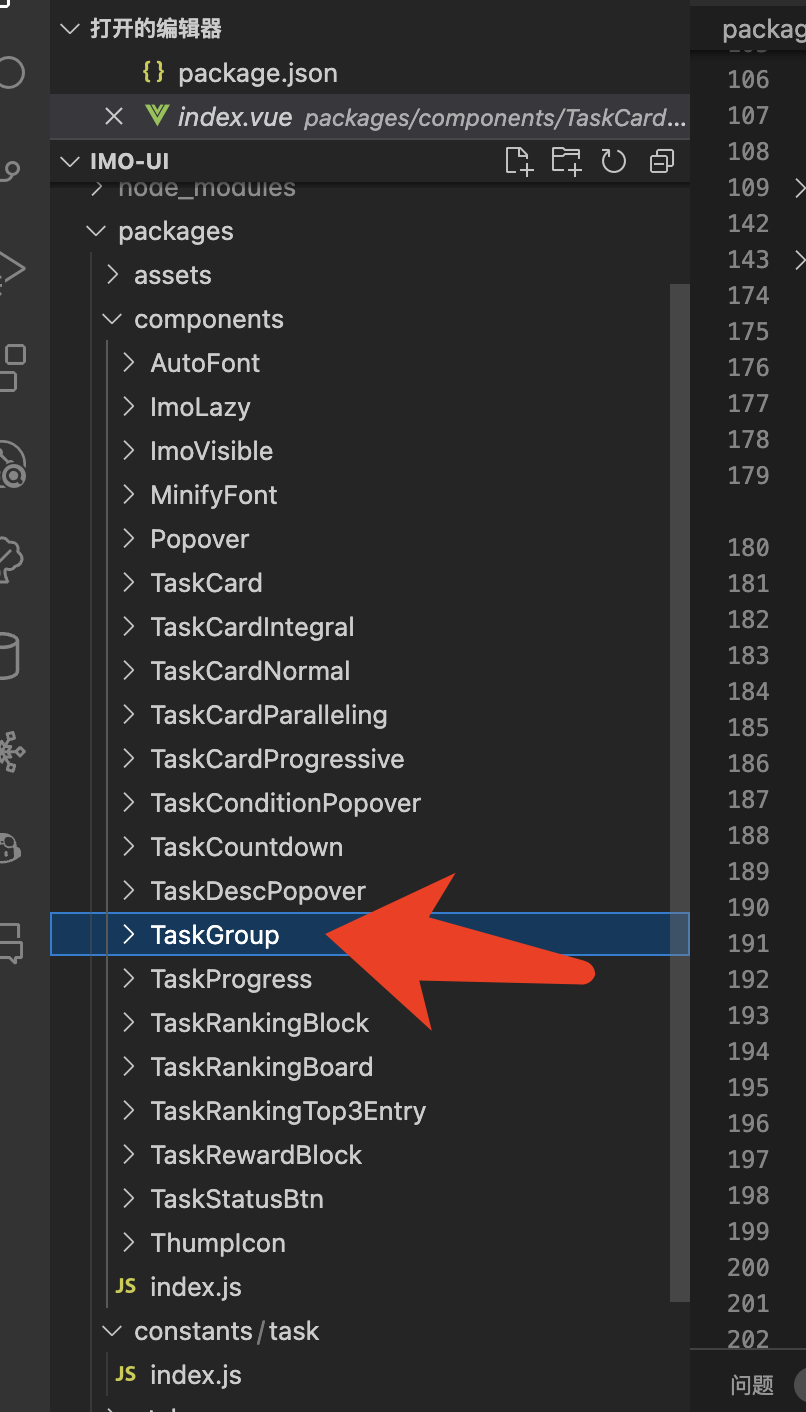 打开的编辑器
{} package.json
index.vue packages/components/TaskCard...
IMO-UI
node_modules
packages
assets
components
AutoFont
ImoLazy
ImoVisible
MinifyFont
Popover
TaskCard
TaskCardIntegral
TaskCardNormal
TaskCardParalleling
TaskCardProgressive
TaskConditionPopover
TaskCountdown
TaskDescPopover
TaskGroup
TaskProgress
TaskRankingBlock
TaskRankingBoard
TaskRankingTop3Entry
TaskRewardBlock
TaskStatusBtn
ThumpIcon
JS index.js
constants/task
JS index.js
packag
106
107
108
109
142
143
174
175
176
177
178
179
180
181
182
183
184
185
186
187
188
189
190
191
192
193
194
195
196
197
198
199
200
201
202
问题